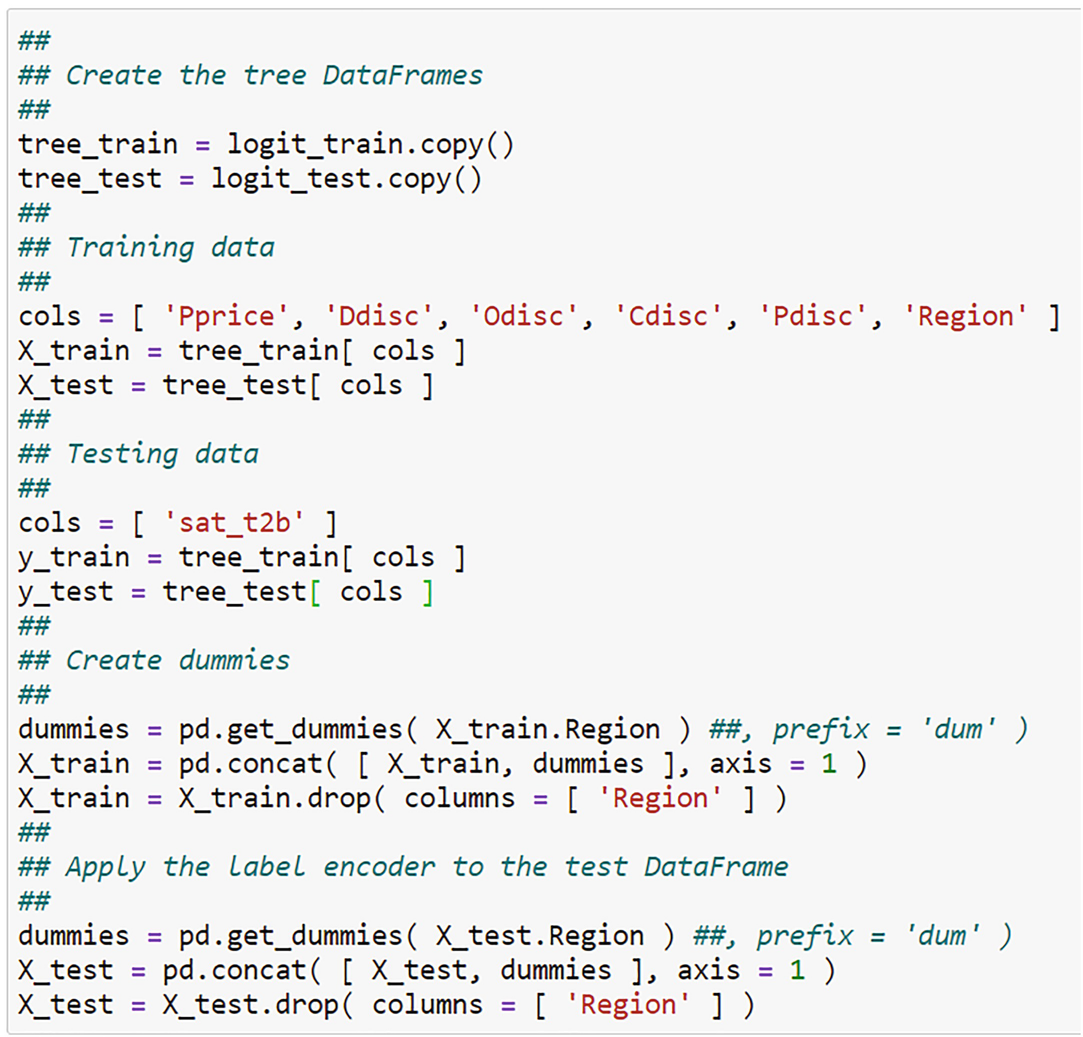 ##
## Create the tree DataFrames
##
tree_train = logit_train.copy()
tree_test = logit_test.copy()
##
## Training data
##
cols = [ 'Pprice', 'Ddisc', 'Odisc', 'Cdisc', 'Pdisc', 'Region' ]
X_train = tree_train[ cols ]
X_test = tree_test[ cols ]
##
## Testing data
##
cols = [ 'sat_t2b' ]
y_train = tree_train[ cols ]
y_test = tree_test[ cols ]
##
## Create dummies
##
dummies = pd.get_dummies( X_train.Region ) ##, prefix = 'dum' )
X_train = pd.concat( [ X_train, dummies ], axis = 1 )
X_train = X_train.drop( columns = [ 'Region' ] )
##
## Apply the label encoder to the test DataFrame
##
dummies = pd.get_dummies( X_test.Region ) ##, prefix = 'dum' )
X_test = pd.concat( [ X_test, dummies ], axis = 1 )
X_test = X_test.drop( columns = [ 'Region' ] )